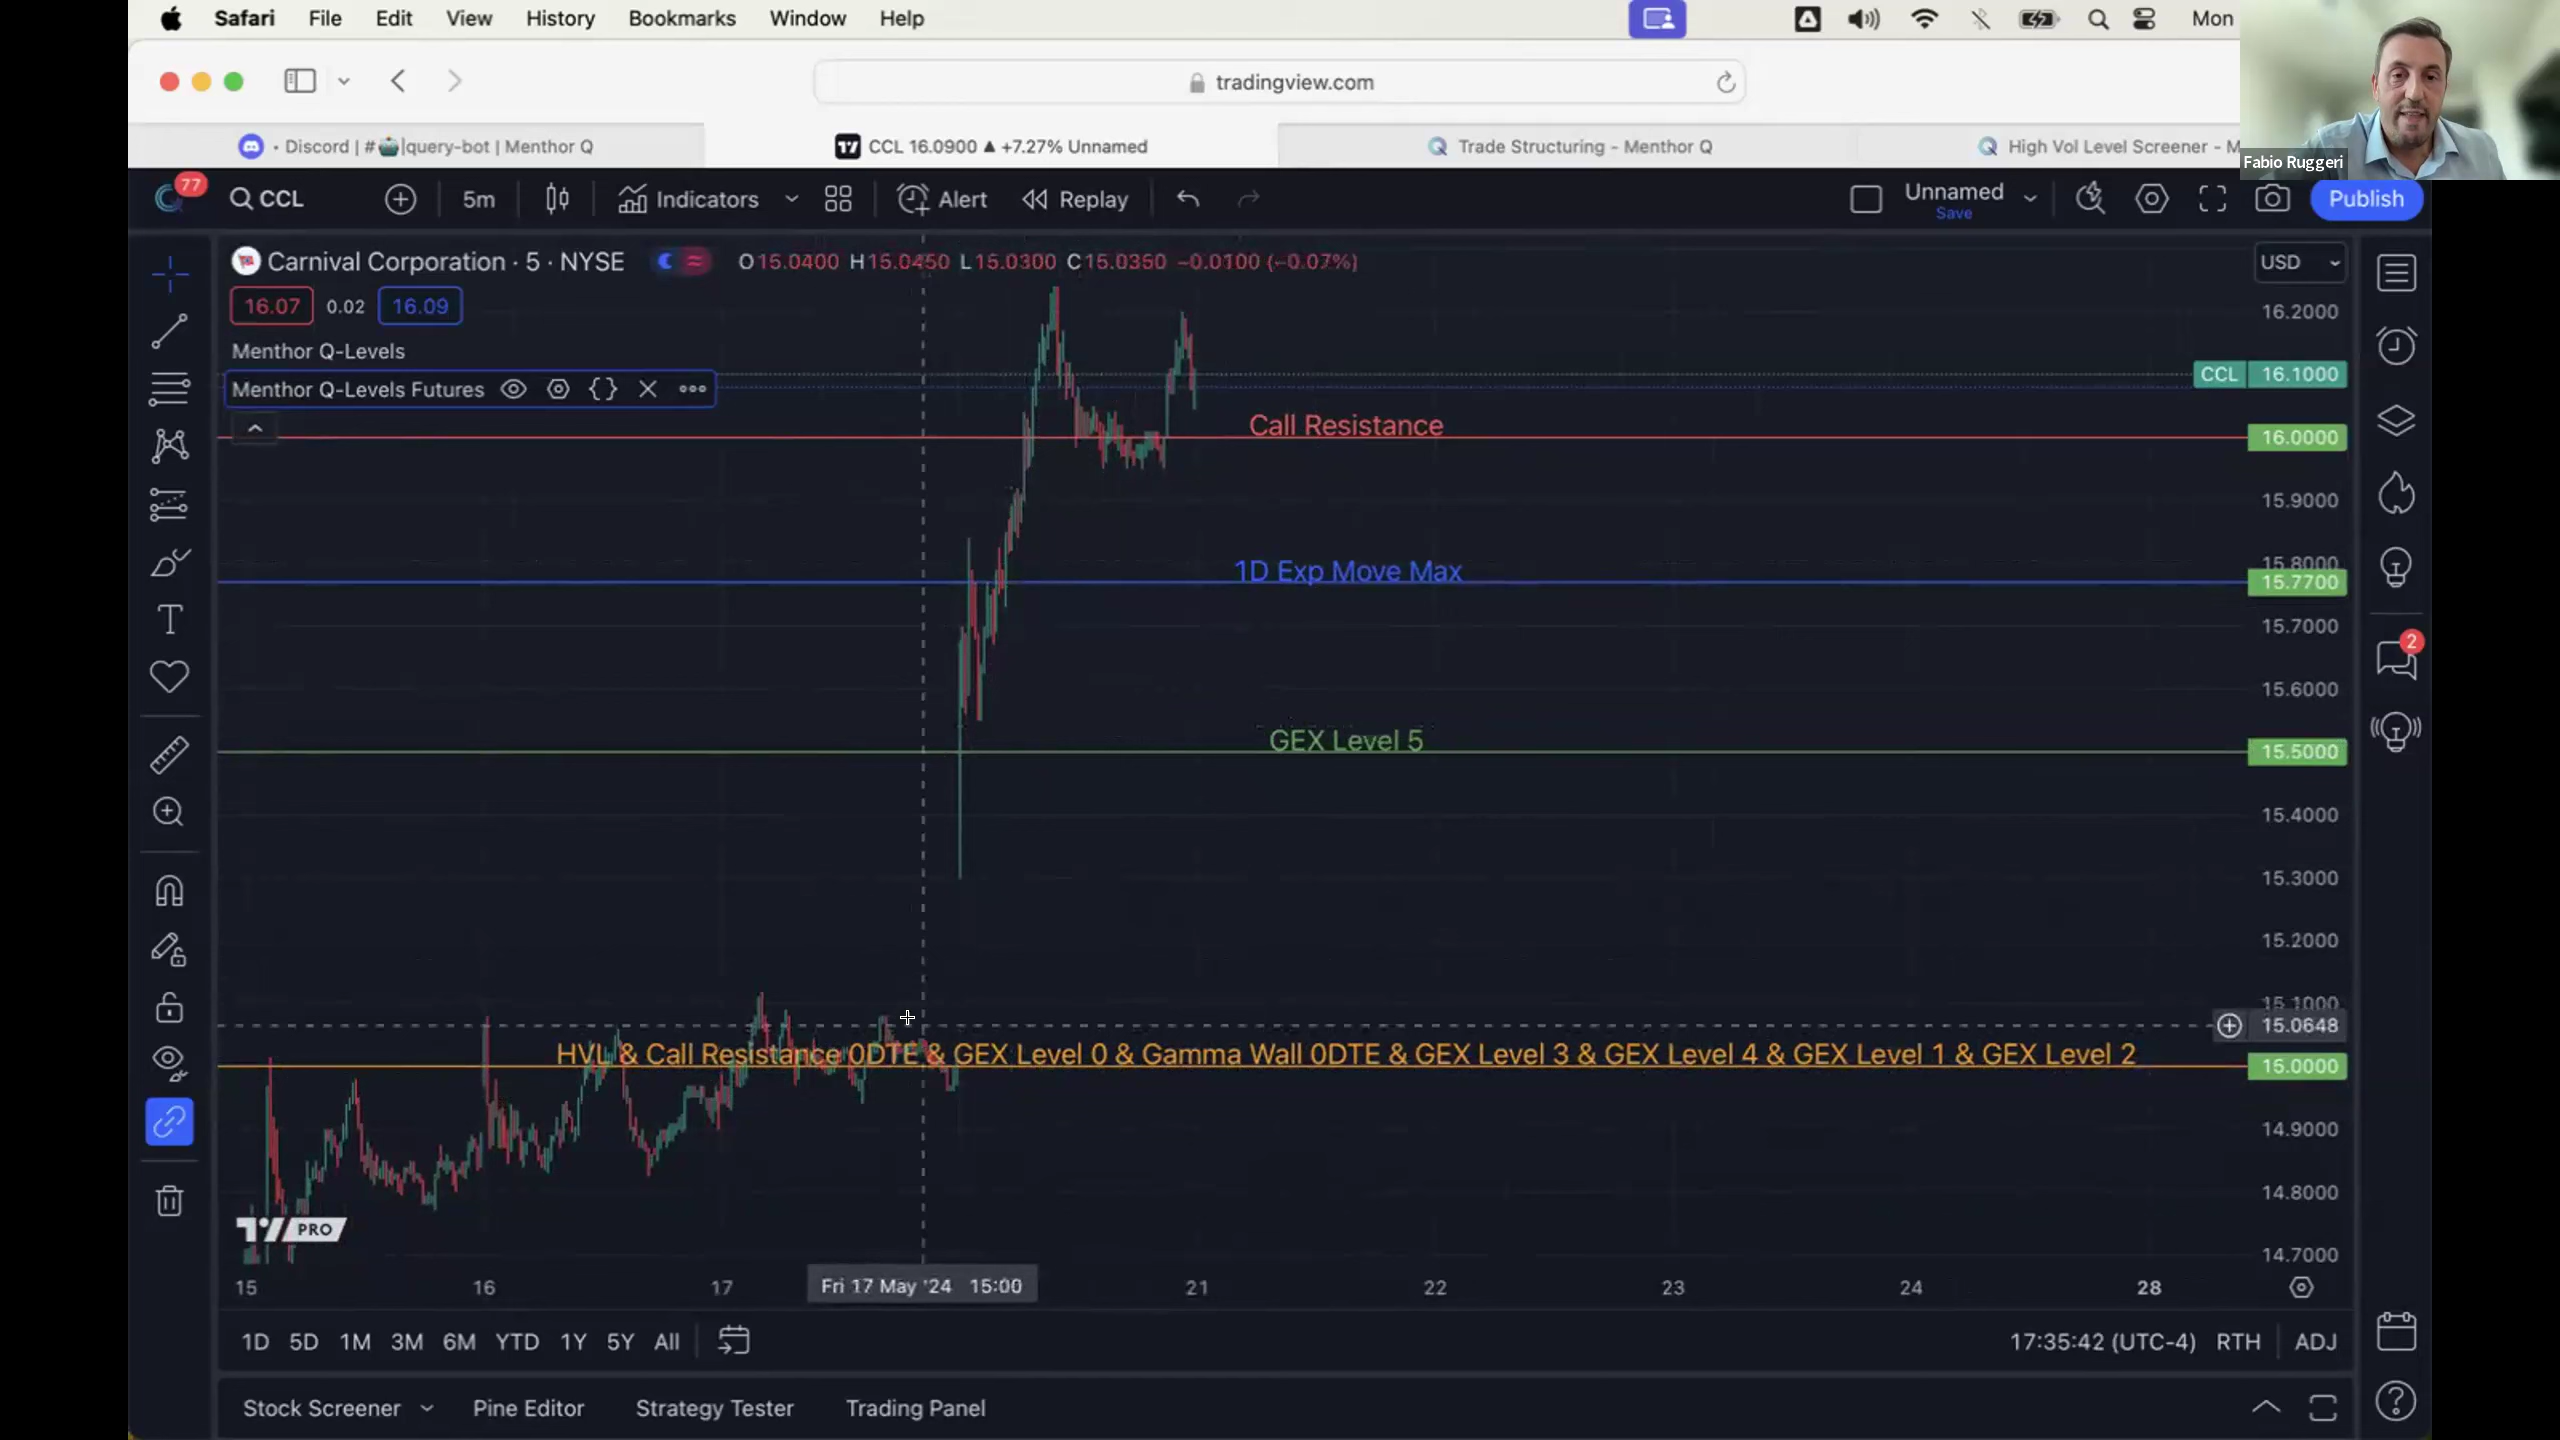 Safari File Edit View History Bookmarks Window Help Mon
tradingview.com
• Discord | #🤖|query-bot | Menthor Q
CCL 16.0900 ▲ +7.27% Unnamed
Trade Structuring - Menthor Q
High Vol Level Screener - M
Fabio Ruggeri
77
CCL 5m Indicators Alert Replay Unnamed
Save
Publish
Carnival Corporation · 5 · NYSE O15.0400 H15.0450 L15.0300 C15.0350 −0.0100 (−0.07%)
USD
16.07 0.02 16.09
16.2000
Menthor Q-Levels
CCL 16.1000
Menthor Q-Levels Futures
Call Resistance
16.0000
15.9000
15.8000
1D Exp Move Max
15.7700
15.7000
2
15.6000
GEX Level 5
15.5000
15.4000
15.3000
15.2000
15.1000
15.0648
HVL & Call Resistance 0DTE & GEX Level 0 & Gamma Wall 0DTE & GEX Level 3 & GEX Level 4 & GEX Level 1 & GEX Level 2
15.0000
14.9000
14.8000
PRO
14.7000
15 16 17 Fri 17 May '24 15:00 21 22 23 24 28
1D 5D 1M 3M 6M YTD 1Y 5Y All 17:35:42 (UTC-4) RTH ADJ
Stock Screener Pine Editor Strategy Tester Trading Panel